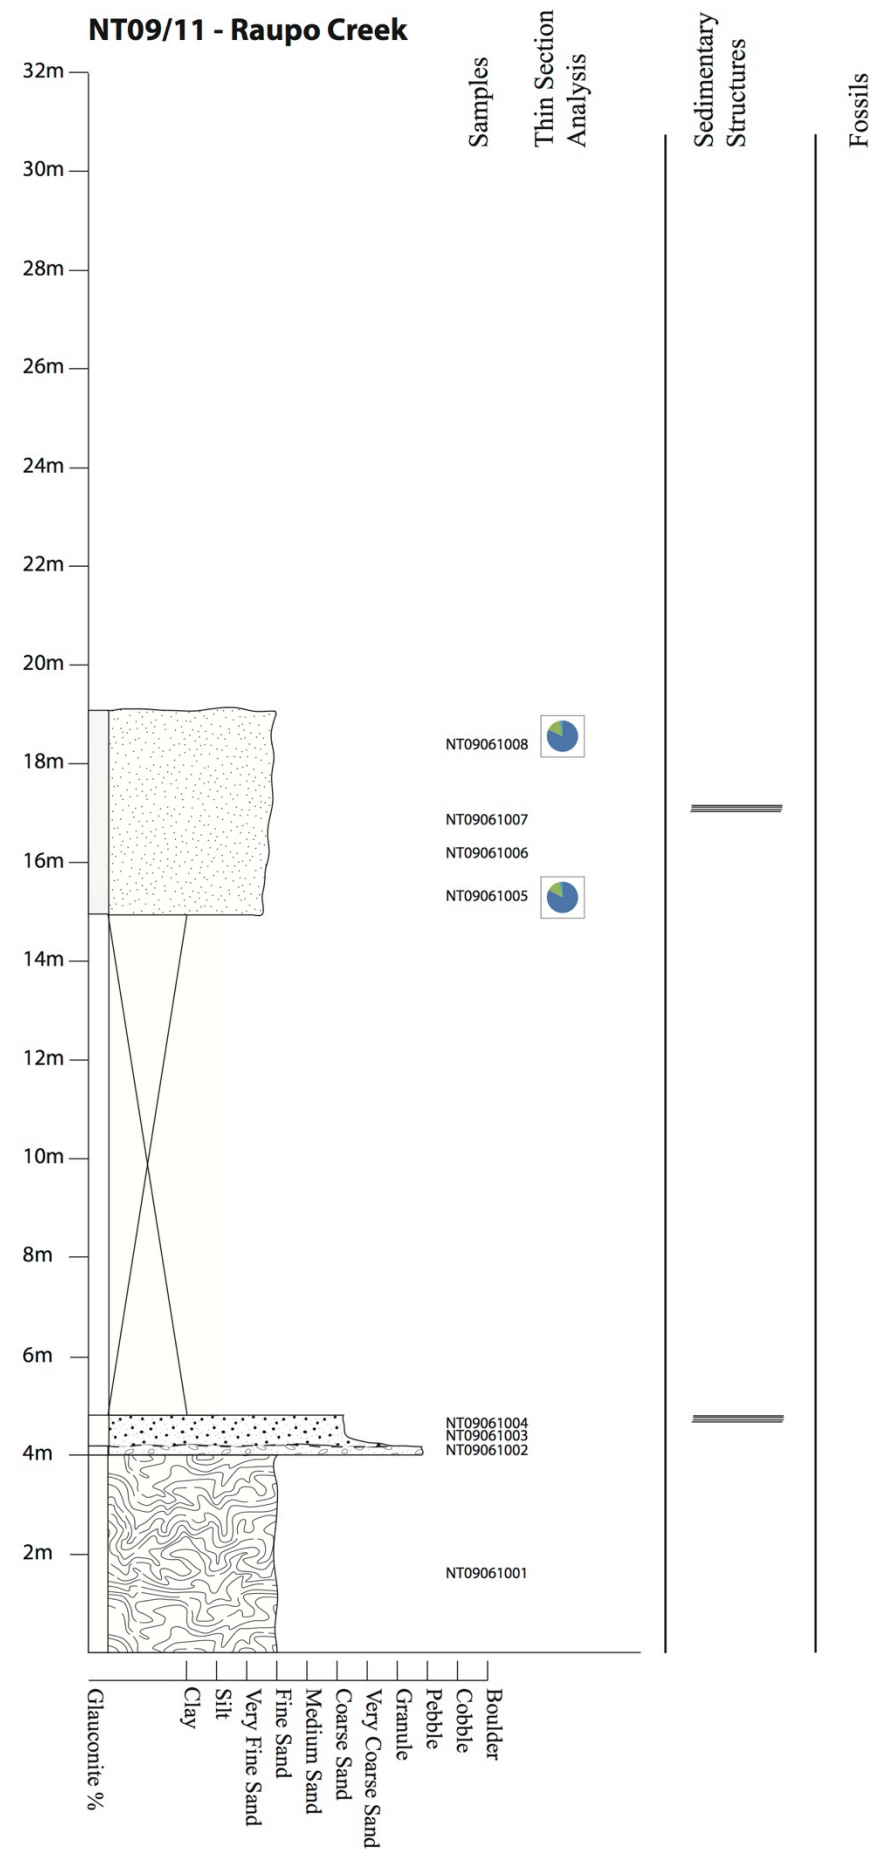 NT09/11 - Raupo Creek
Samples
Thin Section
Analysis
Sedimentary
Structures
Fossils
32m
30m
28m
26m
24m
22m
20m
18m
16m
14m
12m
10m
8m
6m
4m
2m
NT09061008
NT09061007
NT09061006
NT09061005
NT09061004
NT09061003
NT09061002
NT09061001
Glauconite %
Clay
Silt
Very Fine Sand
Fine Sand
Medium Sand
Coarse Sand
Very Coarse Sand
Granule
Pebble
Cobble
Boulder